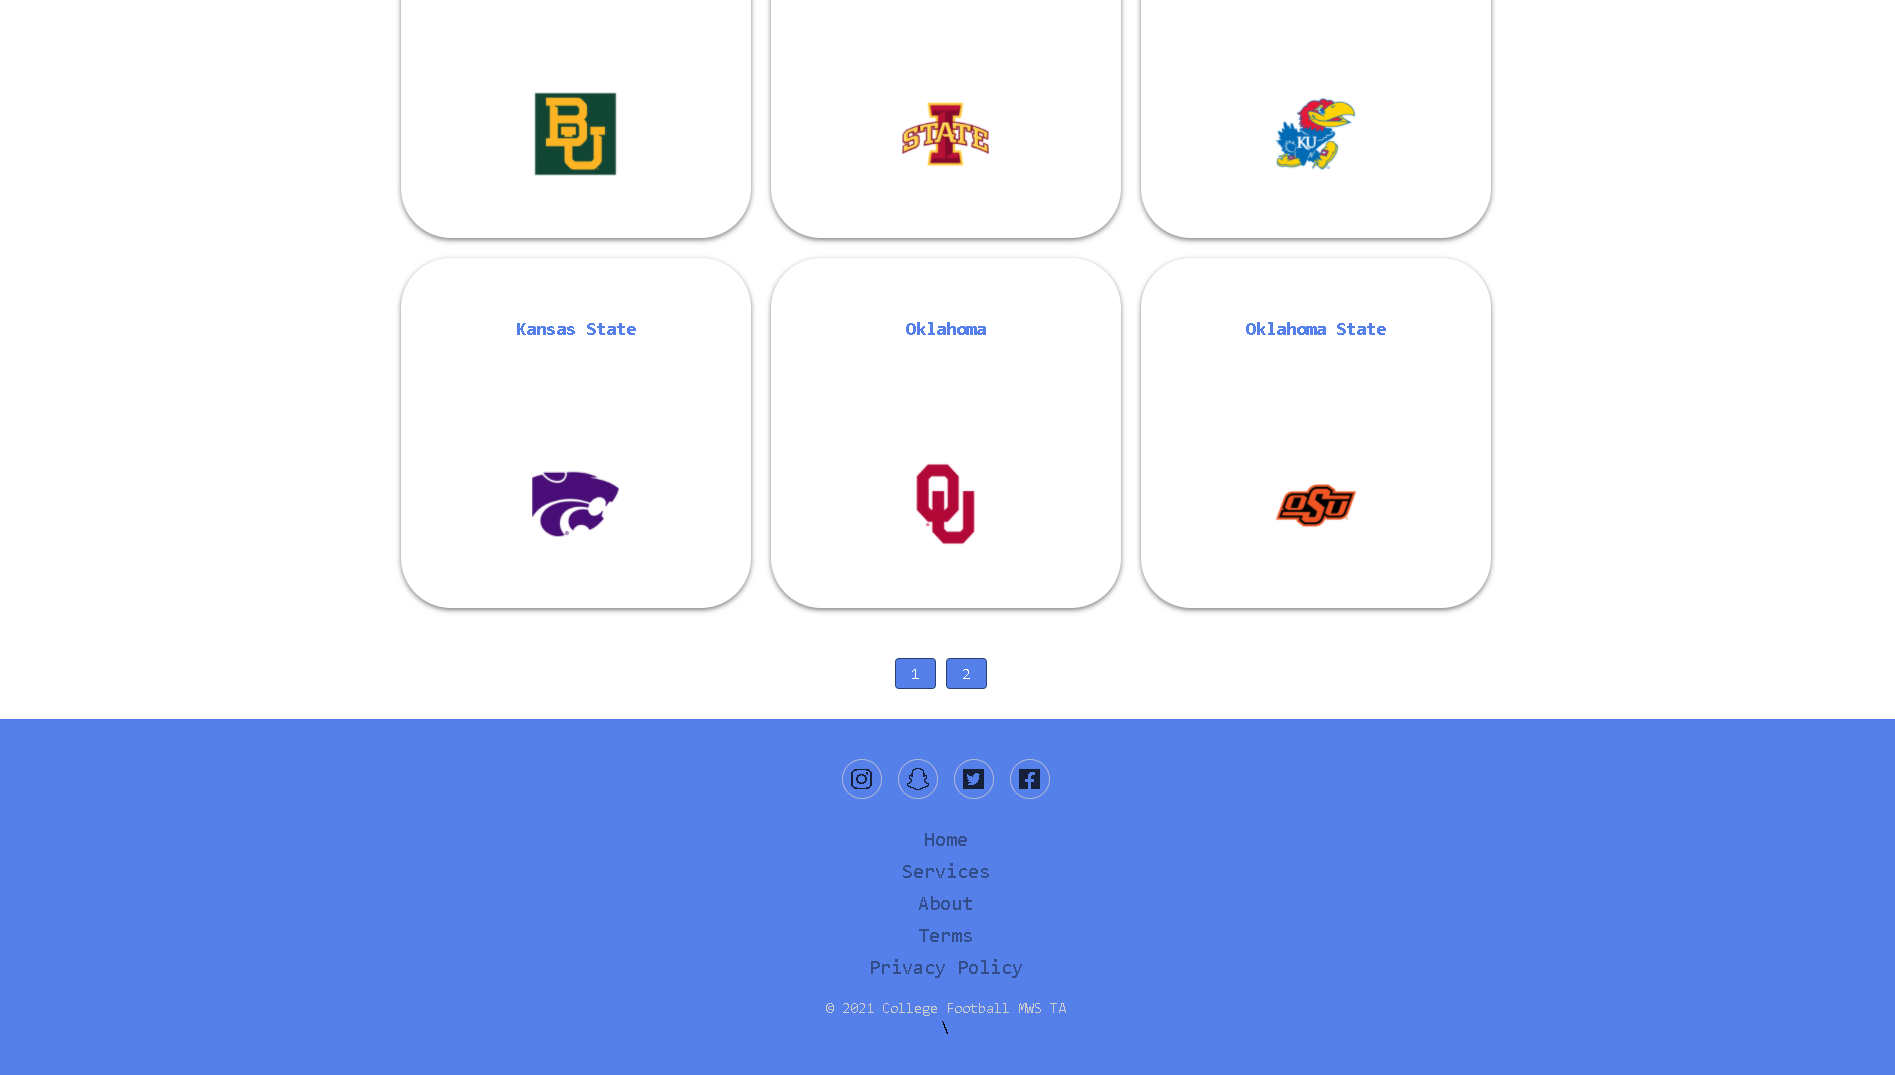 BU
STATE
KU
Kansas State
Oklahoma
Oklahoma State
OU
OSU
1
2
Home
Services
About
Terms
Privacy Policy
© 2021 College Football MWS TA
\